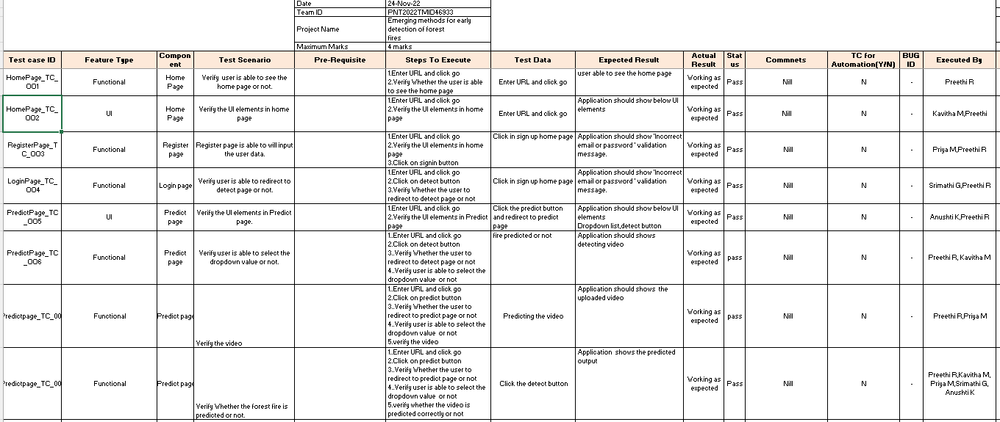 Date 24-Nov-22
Team ID PNT2022TMID46933
Project Name Emerging methods for early
detection of forest
fires
Maximum Marks 4 marks
Test case ID Feature Type Compon
ent Test Scenario Pre-Requisite Steps To Execute Test Data Expected Result Actual
Result Stat
us Commnets TC for
Automation(Y/N) BUG
ID Executed By
HomePage_TC_
OO1
Functional
Home
Page
Verify user is able to see the
home page or not.
1.Enter URL and click go
2.Verify Whether the user is able
to see the home page
Enter URL and click go
user able to see the home page
Working as
expected
Pass
Nill
N
-
Preethi R
HomePage_TC_
OO2
UI
Home
Page
Verify the UI elements in home
page
1.Enter URL and click go
2.Verify the UI elements in home
page
Enter URL and click go
Application should show below UI
elements
Working as
expected
Pass
Nill
N
-
Kavitha M,Preethi
RegisterPage_T
C_OO3
Functional
Register
page
Register page is able to will input
the user data.
1.Enter URL and click go
2.Verify the UI elements in home
page
3.Click on signin button
Click in sign up home page
Application should show 'Incorrect
email or password ' validation
message.
Working as
expected
Pass
Nill
N
-
Priya M,Preethi R
LoginPage_TC_
OO4
Functional
Login page
Verify user is able to redirect to
detect page or not.
1.Enter URL and click go
2.Click on detect button
3.Verify Whether the user to
redirect to detect page or not
Click in sign up home page
Application should show 'Incorrect
email or password ' validation
message.
Working as
expected
Pass
Nill
N
-
Srimathi G,Preethi R
PredictPage_TC
_OO5
UI
Predict
page
Verify the UI elements in Predict
page.
1.Enter URL and click go
2.Verify the UI elements in Predict
page
Click the predict button
and redirect to predict
page
Application should show below UI
elements
Dropdown list,detect button
Working as
expected
Pass
Nill
N
-
Anushti K,Preethi R
PredictPage_TC
_OO6
Functional
Predict
page
Verify user is able to select the
dropdown value or not.
1..Enter URL and click go
2.Click on detect button
3..Verify Whether the user to
redirect to detect page or not
4..Verify user is able to select the
dropdown value or not
fire predicted or not
Application should shows
detecting video
Working as
expected
pass
Nill
N
-
Preethi R, Kavitha M
Predictpage_TC_00
Functional
Predict page
Verify the video
1..Enter URL and click go
2..Click on predict button
3..Verify Whether the user to
redirect to predict page or not
4..Verify user is able to select the
dropdown value or not
5.verify the video
Predicting the video
Application should shows the
uploaded video
Working as
expected
pass
Nill
N
-
Preethi R,Priya M
Predictpage_TC_00
Functional
Predict page
Verify Whether the forest fire is
predicted or not.
1..Enter URL and click go
2.Click on predict button
3..Verify Whether the user to
redirect to predict page or not
4..Verify user is able to select the
dropdown value or not
5.verify whether the video is
predicted correctly or not
Click the detect button
Application shows the predicted
output
Working as
expected
Pass
Nill
N
-
Preethi R,Kavitha M,
Priya M,Srimathi G,
Anushti K